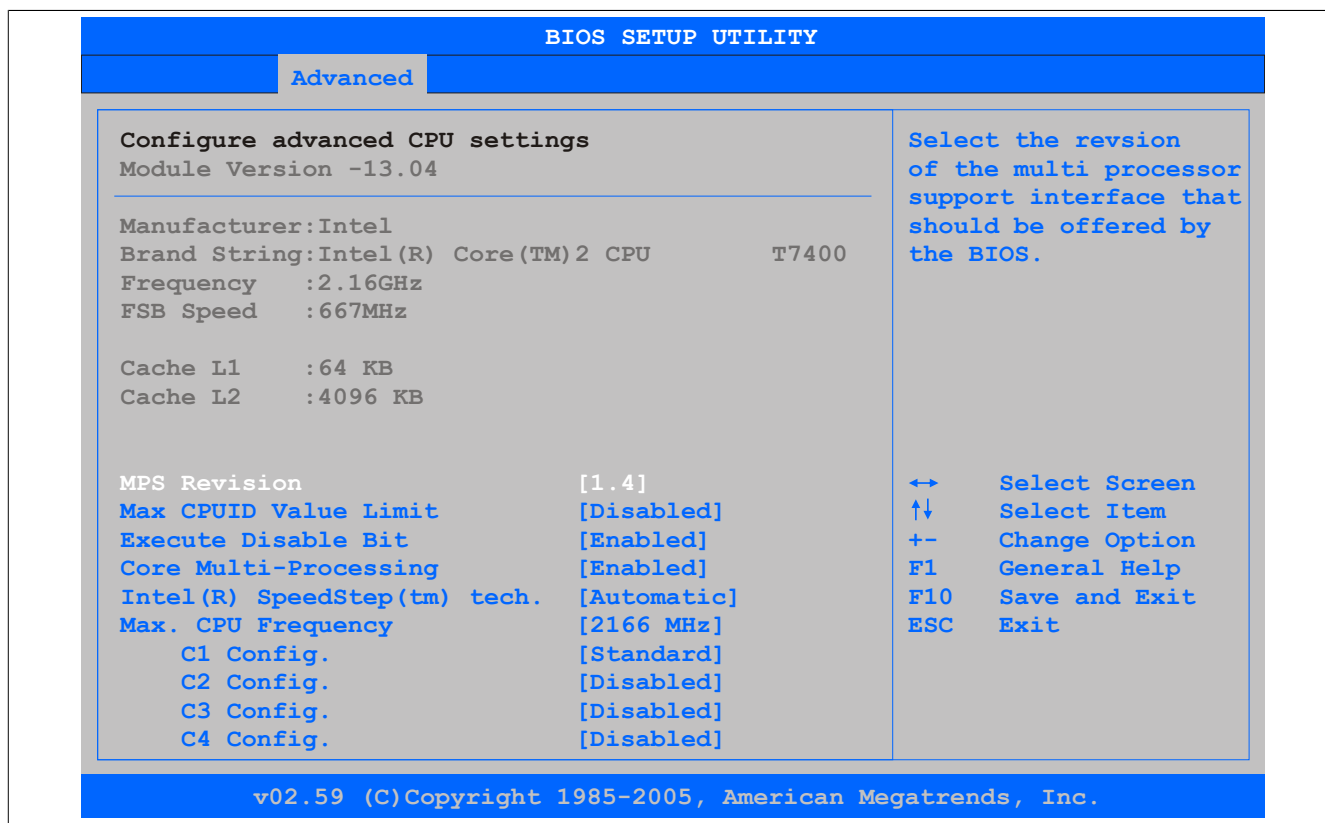 BIOS SETUP UTILITY
Advanced
Configure advanced CPU settings
Module Version -13.04
Manufacturer:Intel
Brand String:Intel(R) Core(TM)2 CPU T7400
Frequency :2.16GHz
FSB Speed :667MHz
Cache L1 :64 KB
Cache L2 :4096 KB
MPS Revision [1.4]
Max CPUID Value Limit [Disabled]
Execute Disable Bit [Enabled]
Core Multi-Processing [Enabled]
Intel(R) SpeedStep(tm) tech. [Automatic]
Max. CPU Frequency [2166 MHz]
C1 Config. [Standard]
C2 Config. [Disabled]
C3 Config. [Disabled]
C4 Config. [Disabled]
Select the revsion
of the multi processor
support interface that
should be offered by
the BIOS.
↔ Select Screen
↑↓ Select Item
+- Change Option
F1 General Help
F10 Save and Exit
ESC Exit
v02.59 (C)Copyright 1985-2005, American Megatrends, Inc.